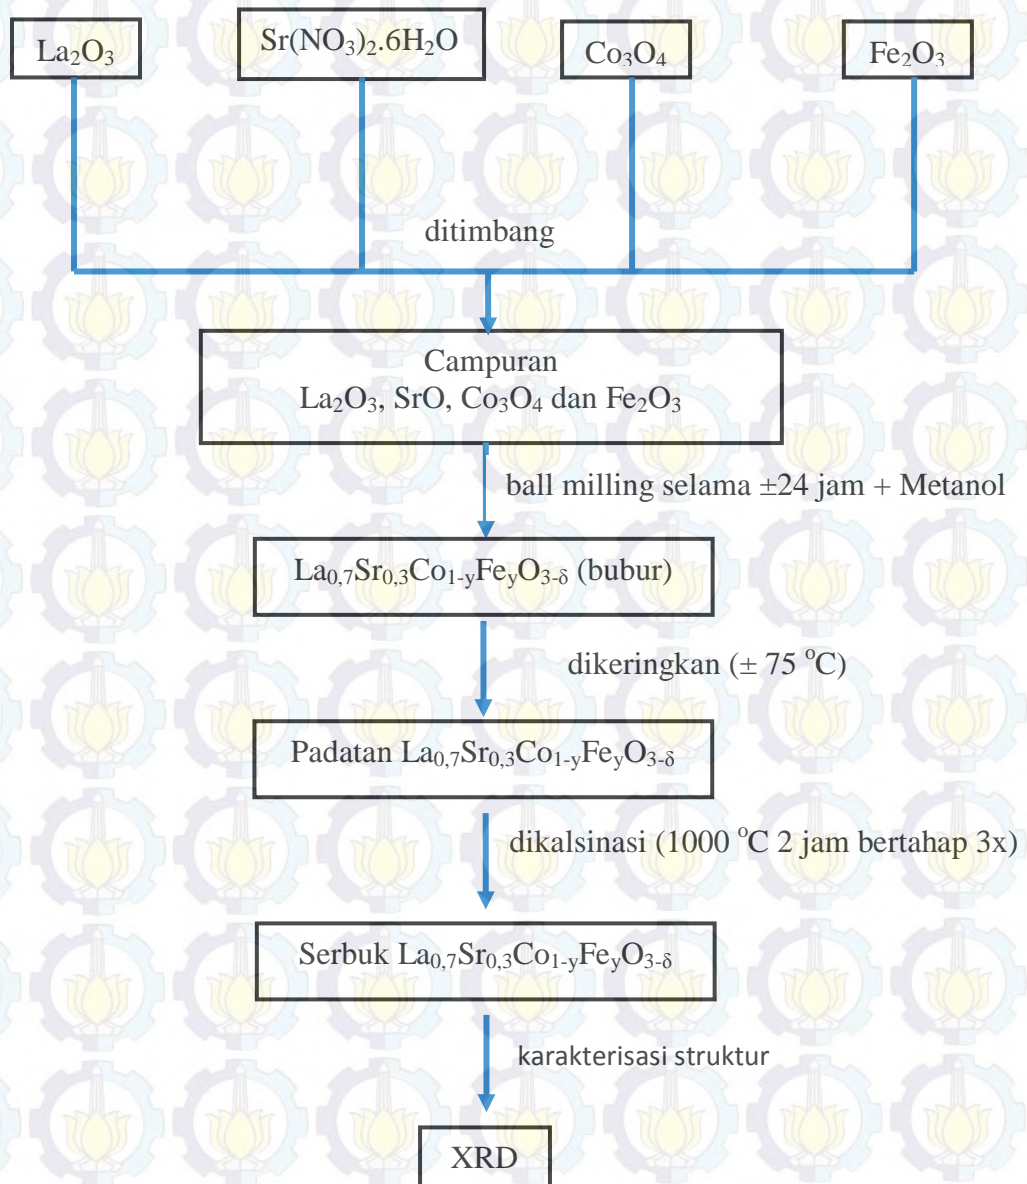 La₂O₃
Sr(NO₃)₂.6H₂O
Co₃O₄
Fe₂O₃
ditimbang
Campuran
La₂O₃, SrO, Co₃O₄ dan Fe₂O₃
ball milling selama ±24 jam + Metanol
La₀,₇Sr₀,₃Co₁₋yFeyO₃₋δ (bubur)
dikeringkan (± 75 °C)
Padatan La₀,₇Sr₀,₃Co₁₋yFeyO₃₋δ
dikalsinasi (1000 °C 2 jam bertahap 3x)
Serbuk La₀,₇Sr₀,₃Co₁₋yFeyO₃₋δ
karakterisasi struktur
XRD